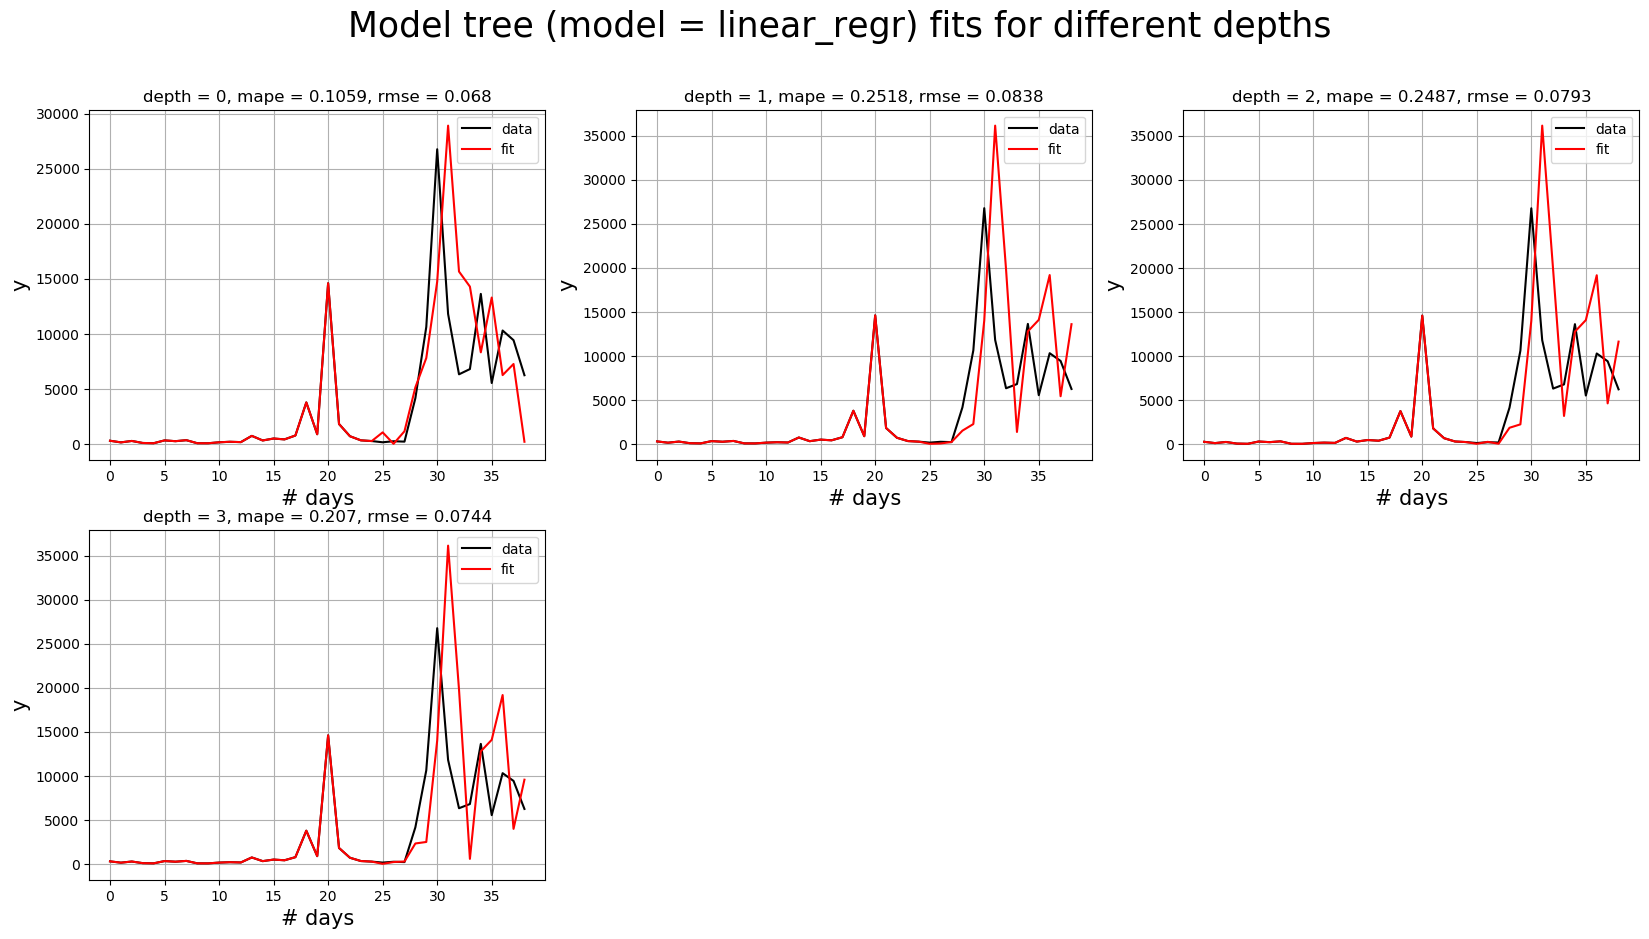 Model tree (model = linear_regr) fits for different depths
depth = 0, mape = 0.1059, rmse = 0.068
30000
25000
20000
15000
10000
5000
0
y
data
fit
0 5 10 15 20 25 30 35
# days
depth = 1, mape = 0.2518, rmse = 0.0838
35000
30000
25000
20000
15000
10000
5000
0
y
data
fit
0 5 10 15 20 25 30 35
# days
depth = 2, mape = 0.2487, rmse = 0.0793
35000
30000
25000
20000
15000
10000
5000
0
y
data
fit
0 5 10 15 20 25 30 35
# days
depth = 3, mape = 0.207, rmse = 0.0744
35000
30000
25000
20000
15000
10000
5000
0
y
data
fit
0 5 10 15 20 25 30 35
# days